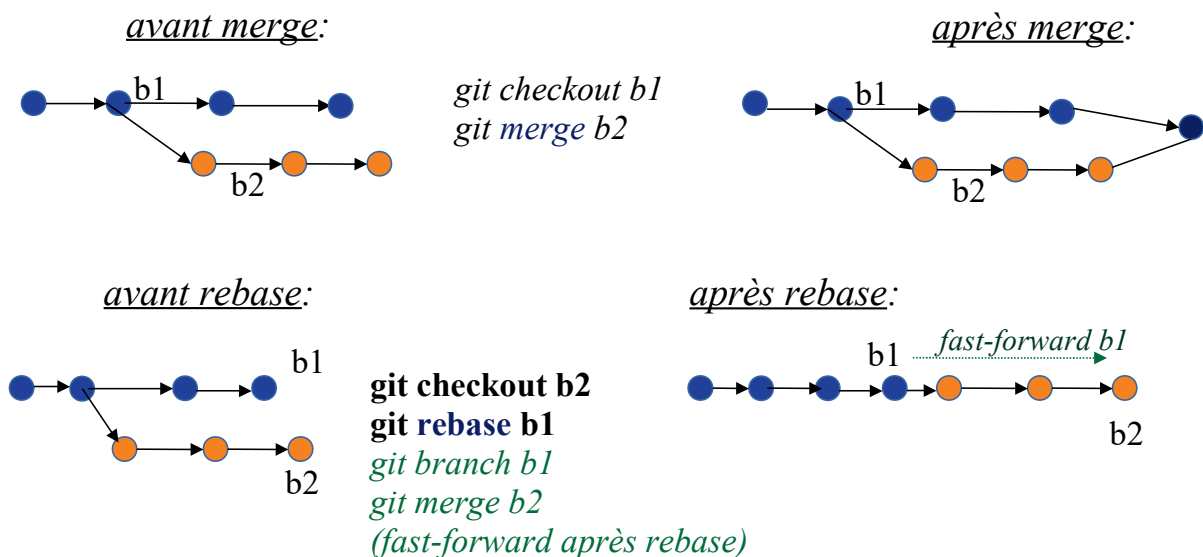 avant merge:
après merge:
b1
git checkout b1
b1
git merge b2
b2
b2
avant rebase:
après rebase:
fast-forward b1
b1
b1
git checkout b2
git rebase b1
b2
b2
git branch b1
git merge b2
(fast-forward après rebase)